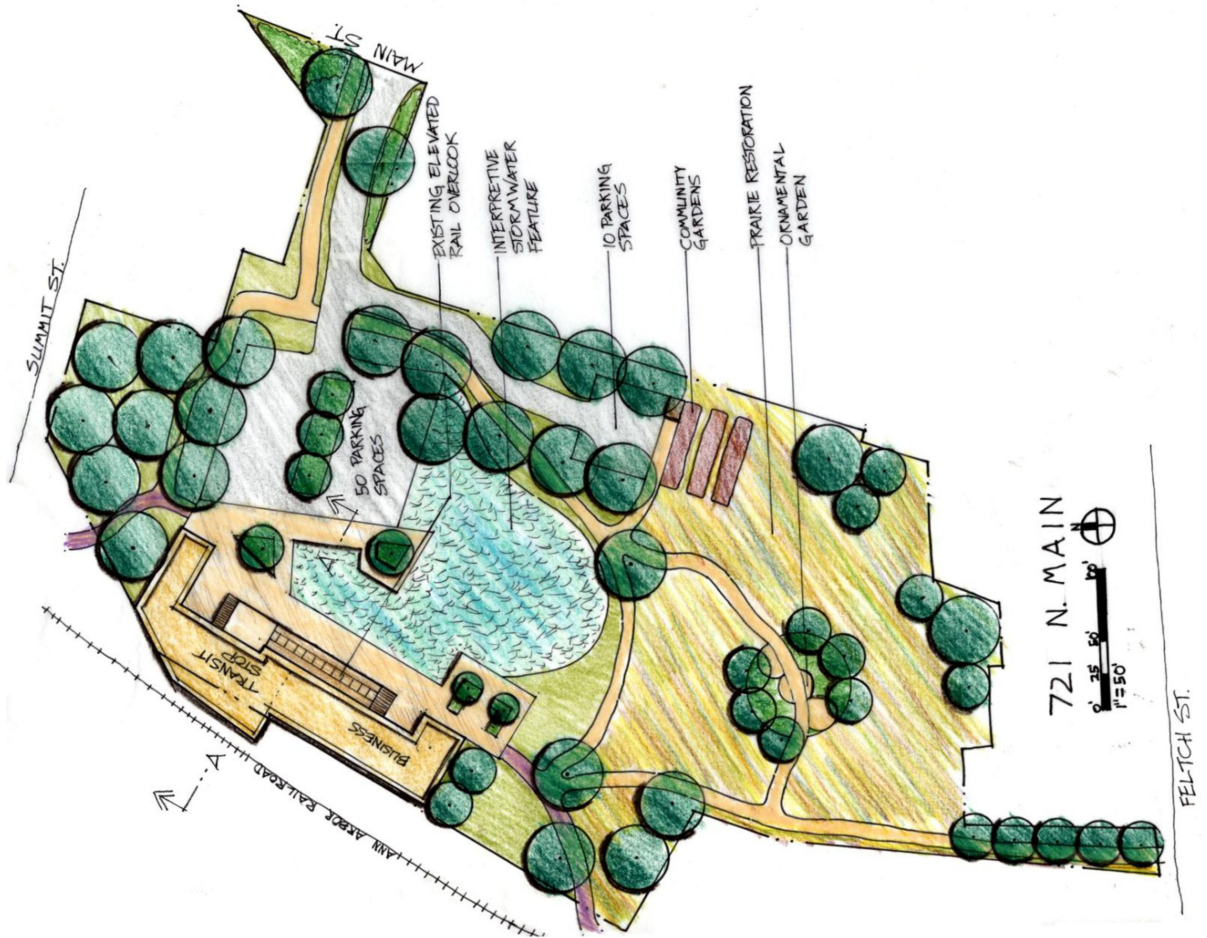 SUMMIT ST.
MAIN
ST.
EXISTING ELEVATED
RAIL OVERLOOK
INTERPRETIVE
STORMWATER
FEATURE
10 PARKING
SPACES
COMMUNITY
GARDENS
PRAIRIE RESTORATION
ORNAMENTAL
GARDEN
50 PARKING
SPACES
A
TRANSIT
STOP
BUSINESS
A
ANN ARBOR RAILROAD
721 N. MAIN
N
0' 25 50' 100'
1"=50'
FELTCH ST.